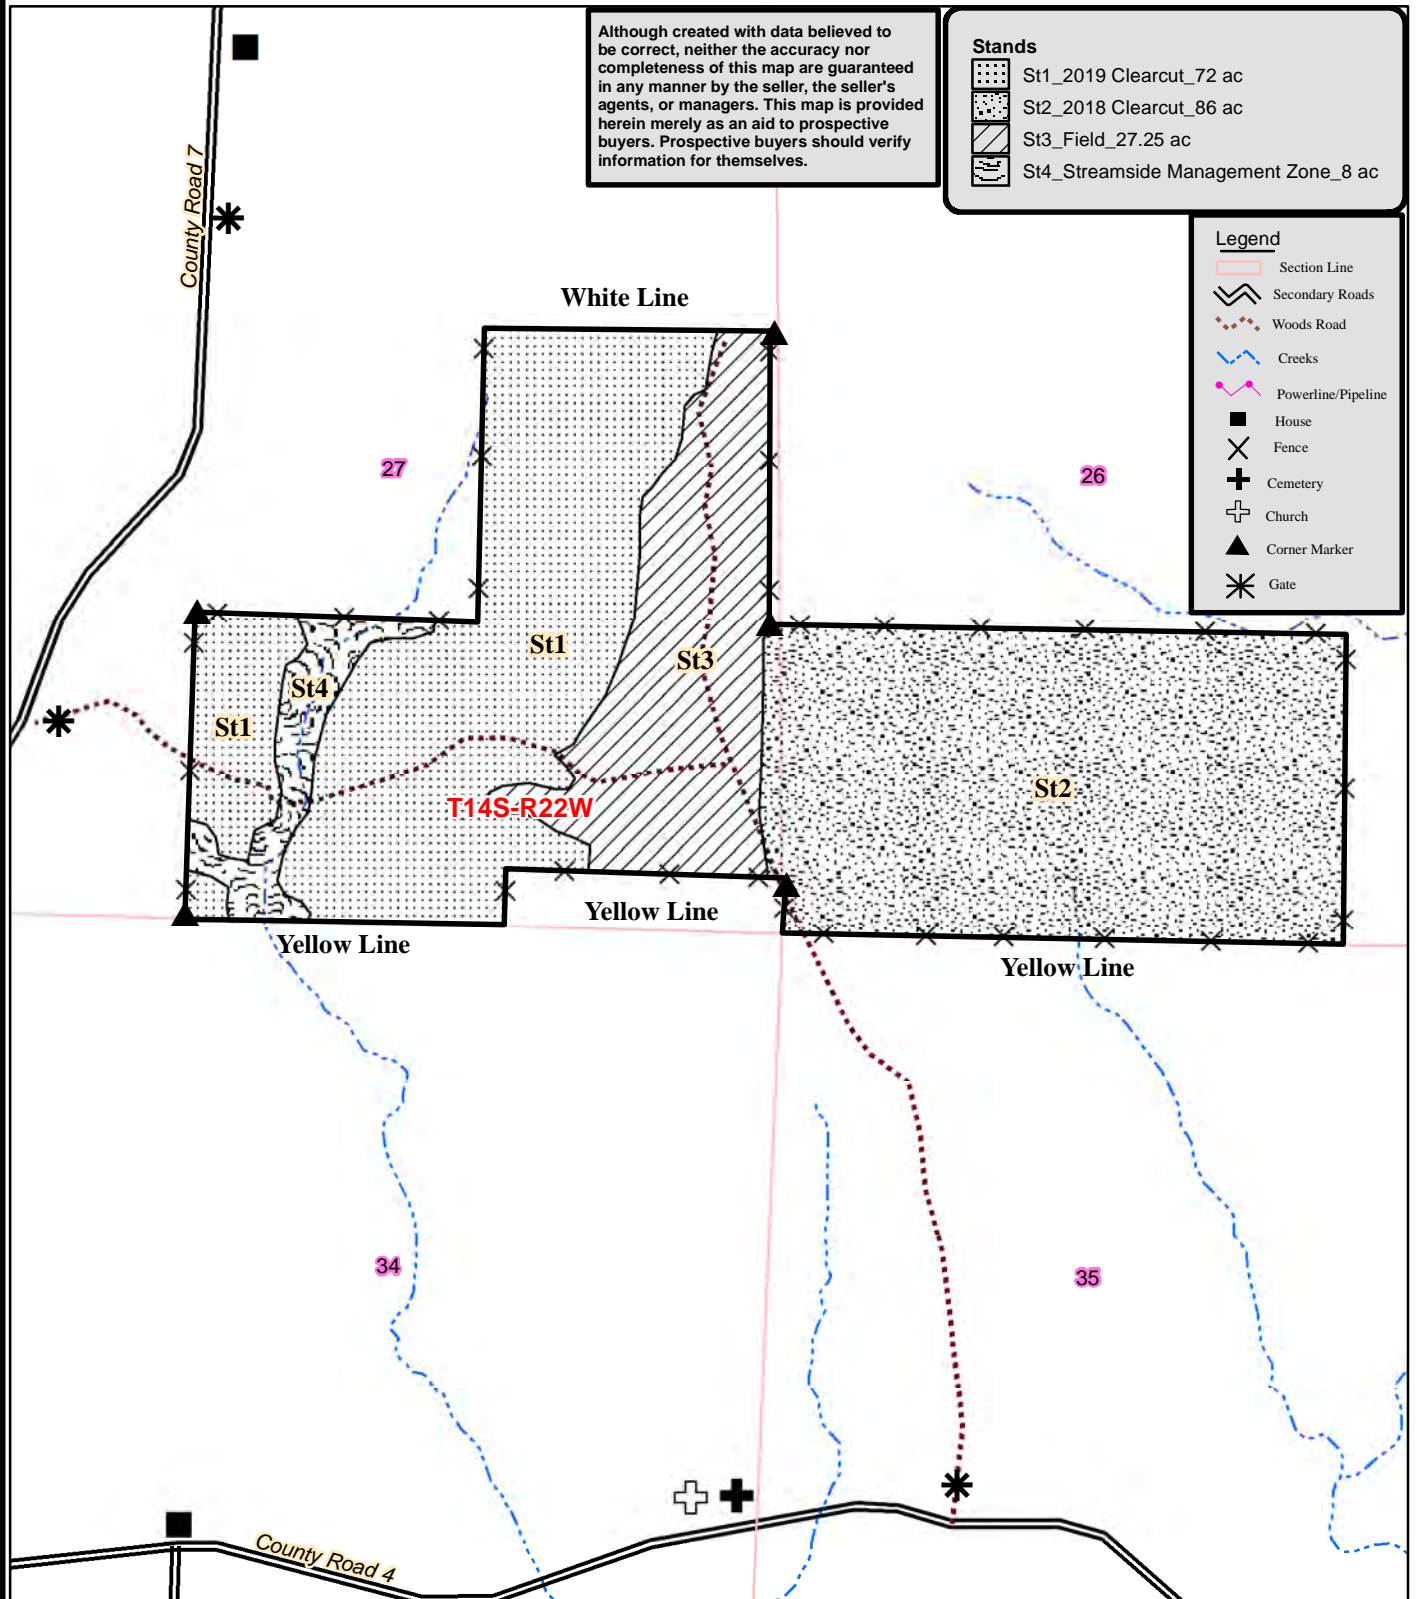 Although created with data believed to
be correct, neither the accuracy nor
completeness of this map are guaranteed
in any manner by the seller, the seller's
agents, or managers. This map is provided
herein merely as an aid to prospective
buyers. Prospective buyers should verify
information for themselves.
Stands
St1_2019 Clearcut_72 ac
St2_2018 Clearcut_86 ac
St3_Field_27.25 ac
St4_Streamside Management Zone_8 ac
Legend
Section Line
Secondary Roads
Woods Road
Creeks
Powerline/Pipeline
House
Fence
Cemetery
Church
Corner Marker
Gate
County Road 7
White Line
27
26
St1
St3
St4
St1
St2
T14S-R22W
Yellow Line
Yellow Line
Yellow Line
34
35
County Road 4